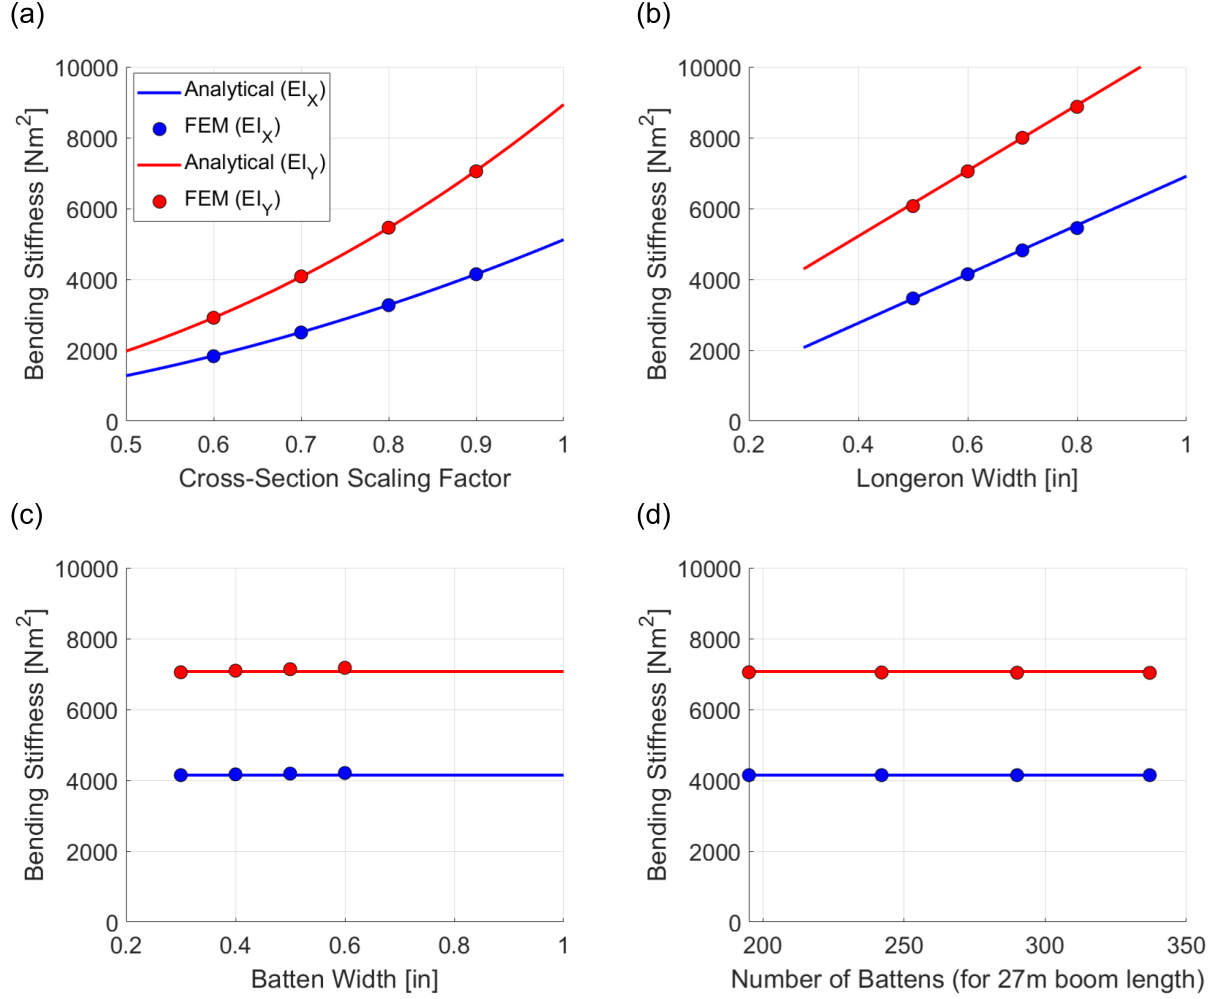 (a)
Bending Stiffness [Nm2]
10000
8000
6000
4000
2000
0
Analytical (EIX)
FEM (EIX)
Analytical (EIY)
FEM (EIY)
0.5 0.6 0.7 0.8 0.9 1
Cross-Section Scaling Factor
(b)
Bending Stiffness [Nm2]
10000
8000
6000
4000
2000
0
0.2 0.4 0.6 0.8 1
Longeron Width [in]
(c)
Bending Stiffness [Nm2]
10000
8000
6000
4000
2000
0
0.2 0.4 0.6 0.8 1
Batten Width [in]
(d)
Bending Stiffness [Nm2]
10000
8000
6000
4000
2000
0
200 250 300 350
Number of Battens (for 27m boom length)